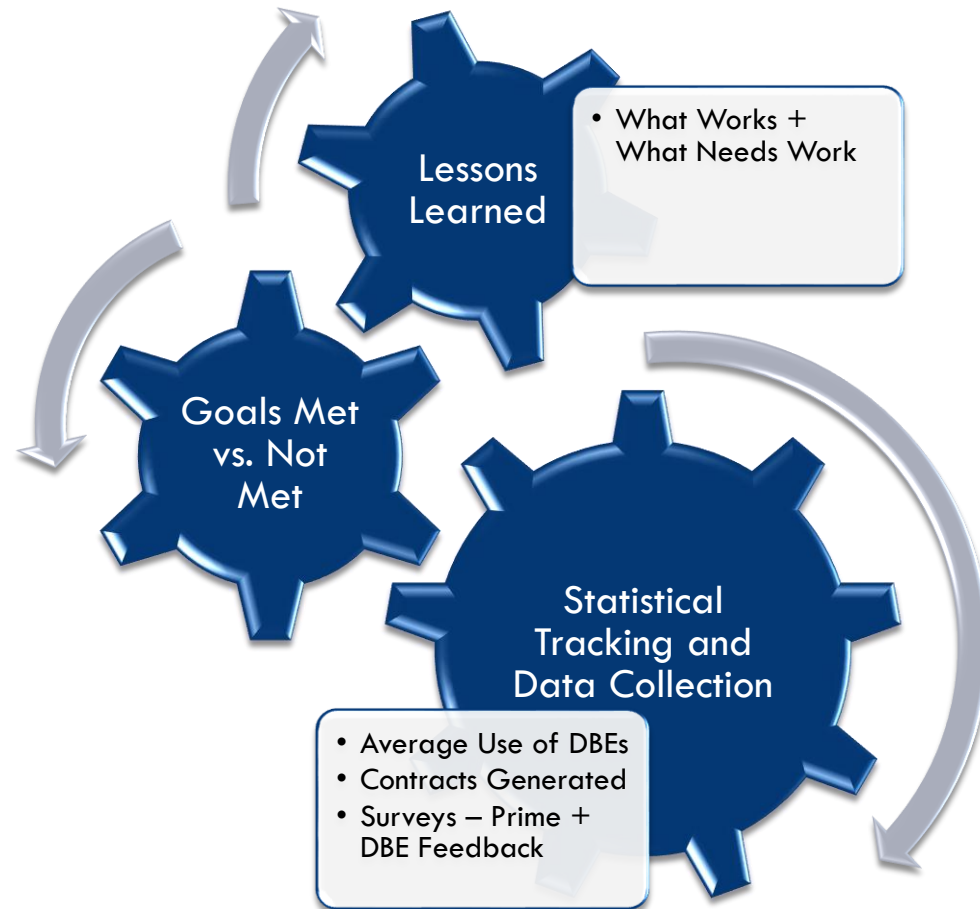 Lessons
Learned
• What Works +
What Needs Work
Goals Met
vs. Not
Met
Statistical
Tracking and
Data Collection
• Average Use of DBEs
• Contracts Generated
• Surveys – Prime +
DBE Feedback